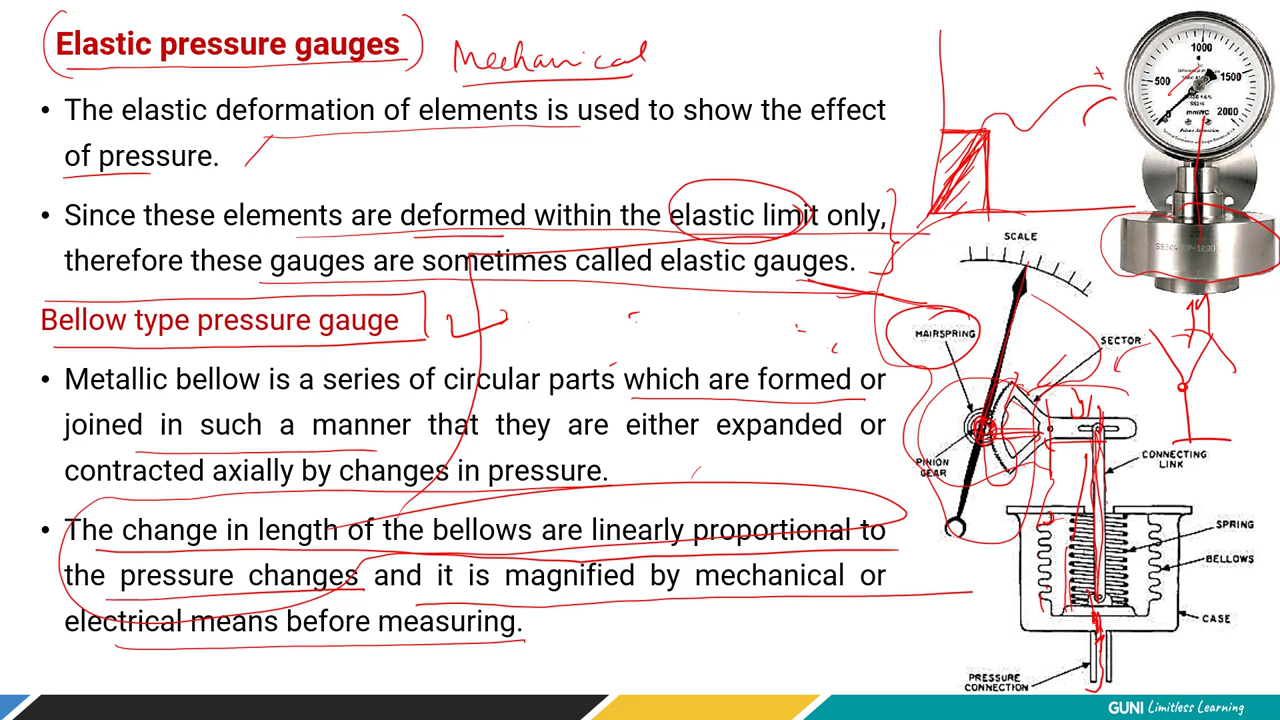 Elastic pressure gauges
Mechanical
• The elastic deformation of elements is used to show the effect
of pressure.
• Since these elements are deformed within the elastic limit only,
therefore these gauges are sometimes called elastic gauges.
Bellow type pressure gauge
• Metallic bellow is a series of circular parts which are formed or
joined in such a manner that they are either expanded or
contracted axially by changes in pressure.
• The change in length of the bellows are linearly proportional to
the pressure changes and it is magnified by mechanical or
electrical means before measuring.
1000
500
1500
0
mmWC
2000
SCALE
HAIRSPRING
SECTOR
PINION
GEAR
CONNECTING
LINK
SPRING
BELLOWS
CASE
PRESSURE
CONNECTION
GUNI Limitless Learning